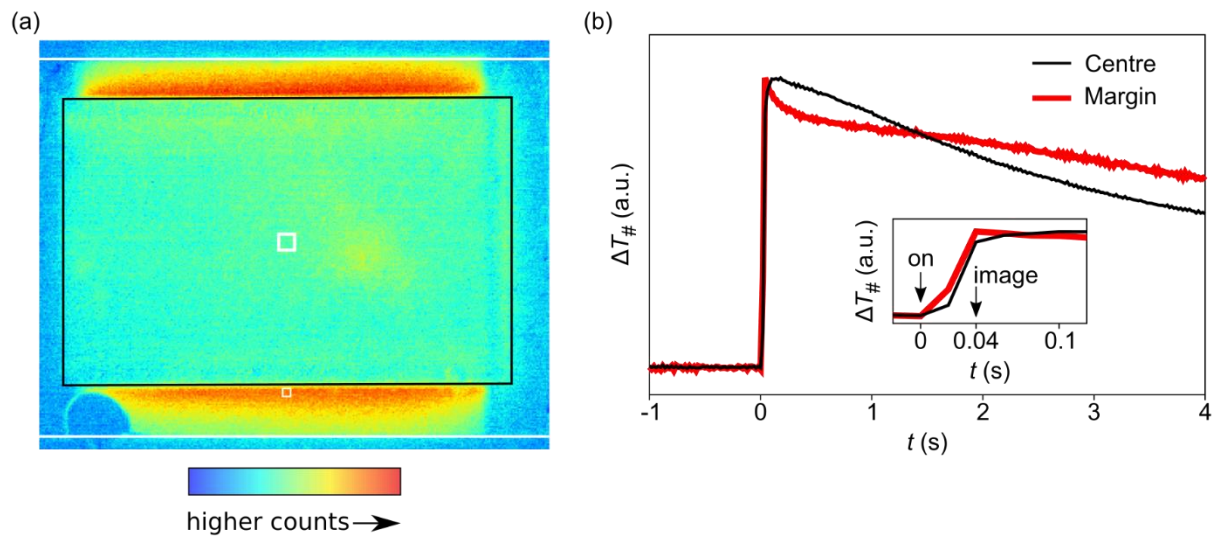 (a)
higher counts
(b)
Centre
Margin
ΔT# (a.u.)
on
image
ΔT# (a.u.)
0 0.04 0.1
t (s)
-1 0 1 2 3 4
t (s)